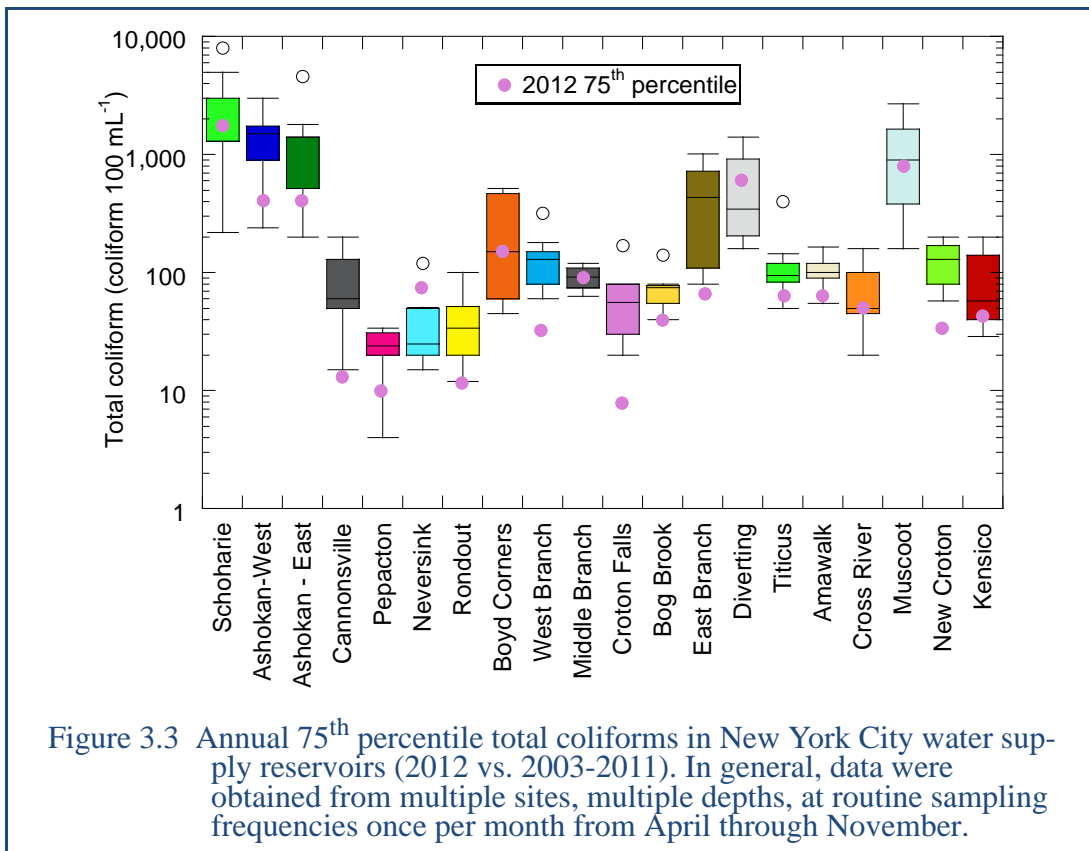 10,000
1,000
100
10
1
Total coliform (coliform 100 mL⁻¹)
2012 75th percentile
Schoharie
Ashokan-West
Ashokan - East
Cannonsville
Pepacton
Neversink
Rondout
Boyd Corners
West Branch
Middle Branch
Croton Falls
Bog Brook
East Branch
Diverting
Titicus
Amawalk
Cross River
Muscoot
New Croton
Kensico
Figure 3.3 Annual 75th percentile total coliforms in New York City water sup-
ply reservoirs (2012 vs. 2003-2011). In general, data were
obtained from multiple sites, multiple depths, at routine sampling
frequencies once per month from April through November.